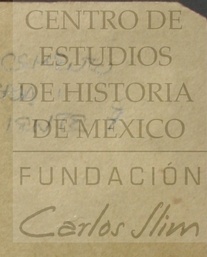 CENTRO DE
ESTUDIOS
DE HISTORIA
DE MÉXICO
FUNDACIÓN
Carlos Slim